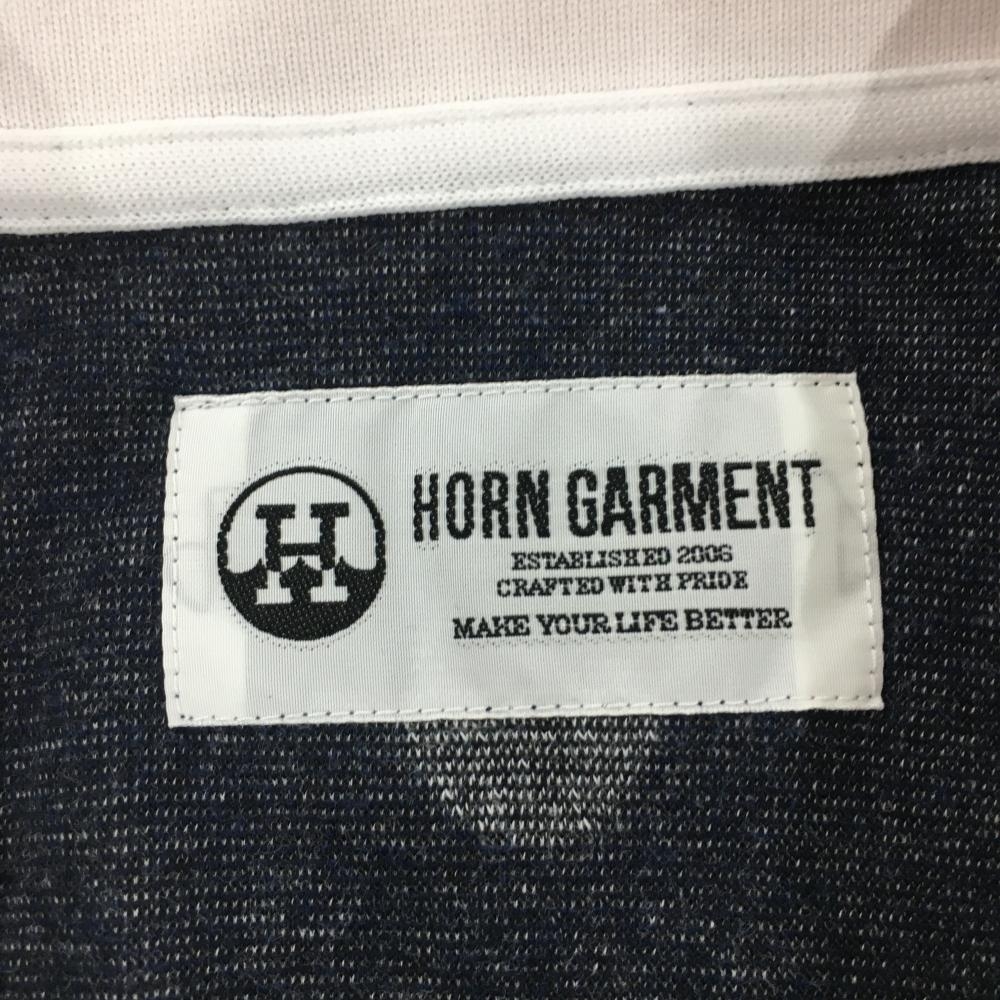 H
HORN GARMENT
ESTABLISHED 2006
CRAFTED WITH PRIDE
MAKE YOUR LIFE BETTER